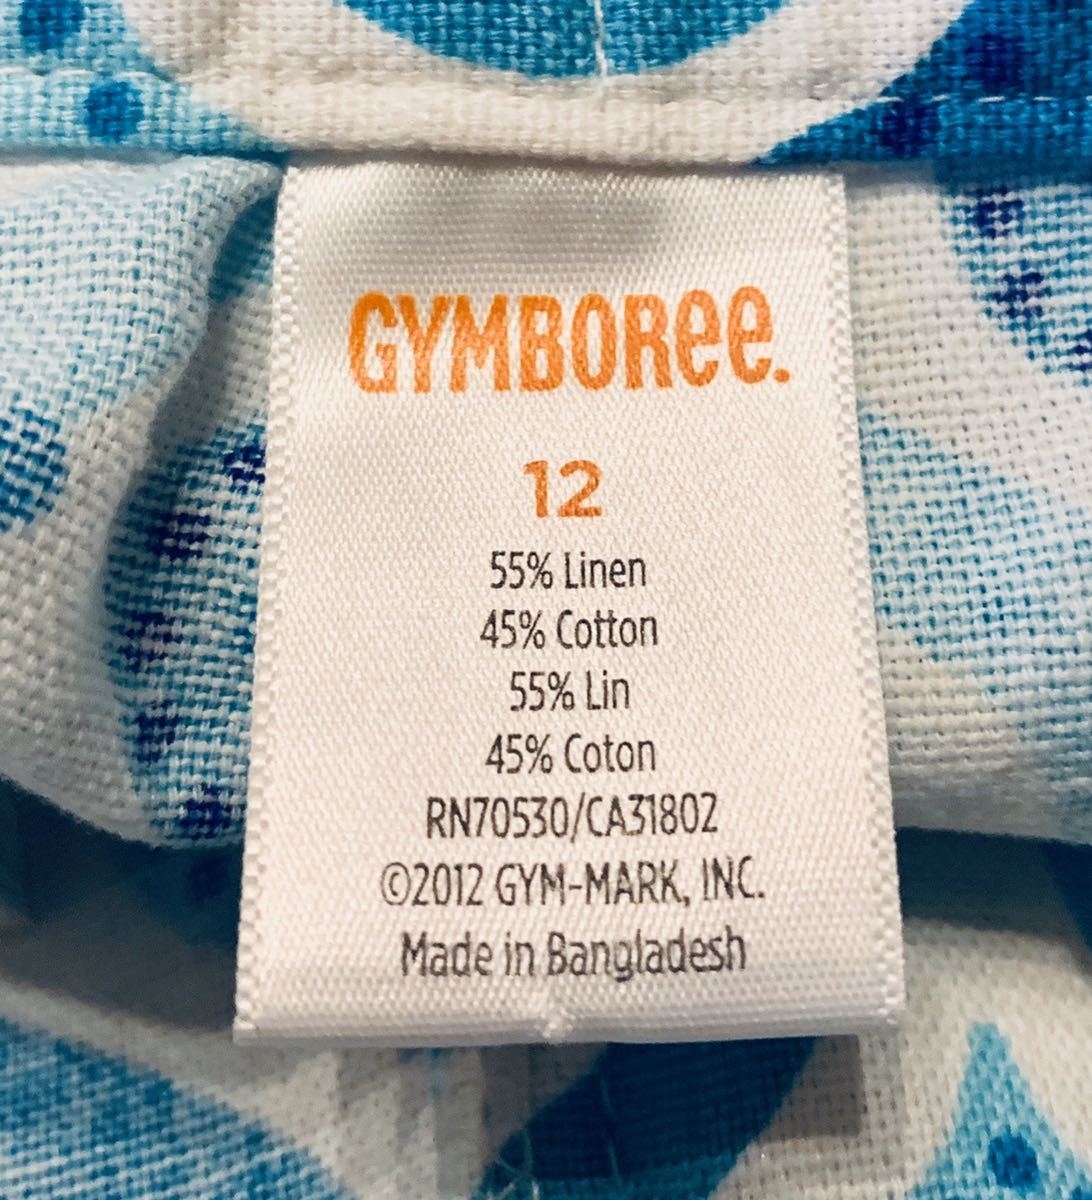 GYMBOREE.
12
55% Linen
45% Cotton
55% Lin
45% Coton
RN70530/CA31802
©2012 GYM-MARK, INC.
Made in Bangladesh